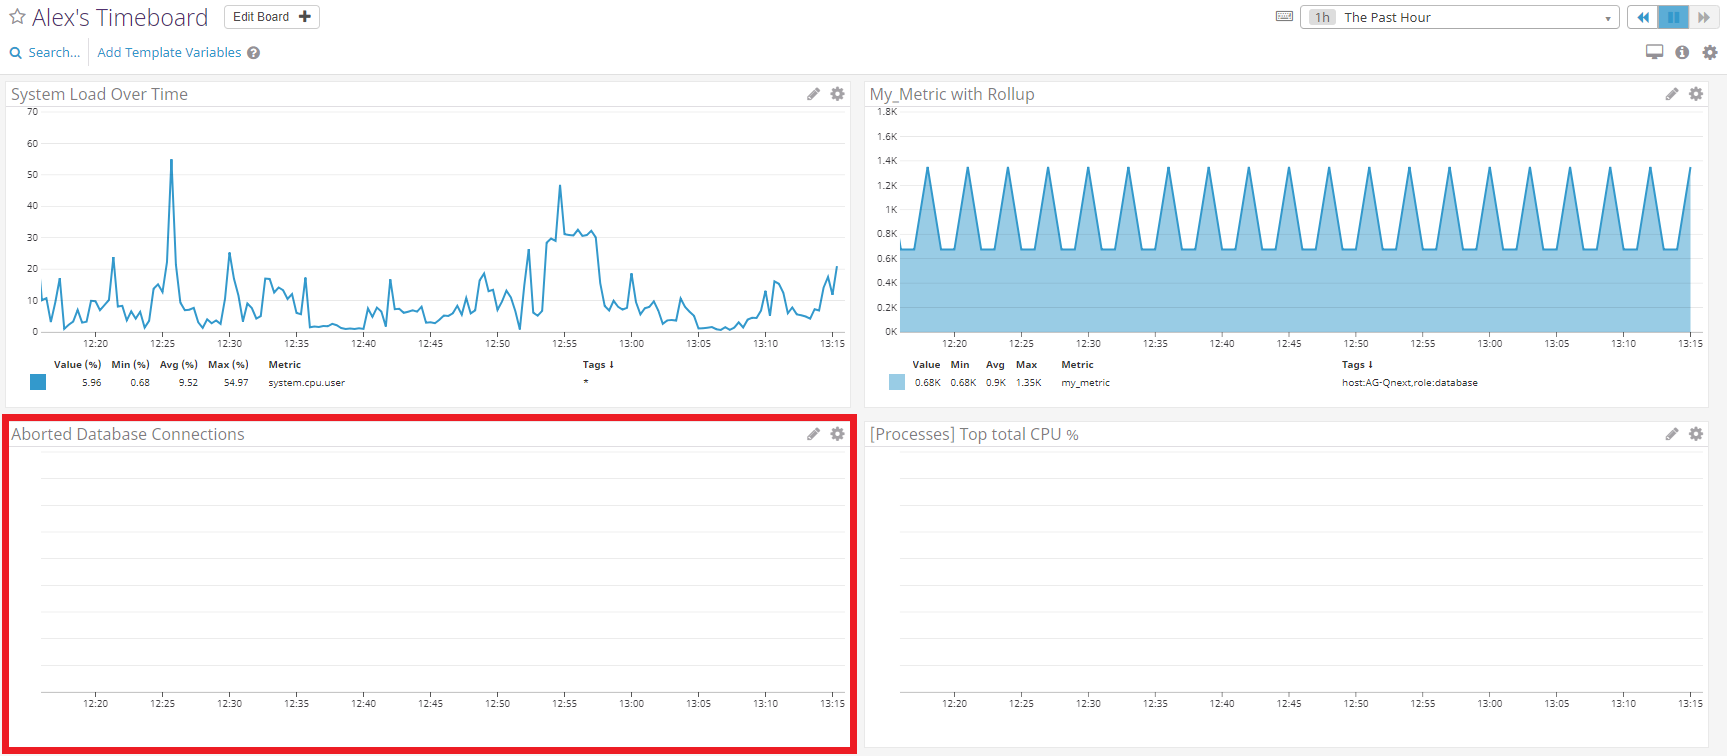 Alex's Timeboard
Edit Board
1h The Past Hour
Search...
Add Template Variables ?
System Load Over Time
70
60
50
40
30
20
10
0
12:20 12:25 12:30 12:35 12:40 12:45 12:50 12:55 13:00 13:05 13:10 13:15
Value (%) Min (%) Avg (%) Max (%) Metric Tags ↓
5.96 0.68 9.52 54.97 system.cpu.user *
My_Metric with Rollup
1.8K
1.6K
1.4K
1.2K
1K
0.8K
0.6K
0.4K
0.2K
0K
12:20 12:25 12:30 12:35 12:40 12:45 12:50 12:55 13:00 13:05 13:10 13:15
Value Min Avg Max Metric Tags ↓
0.68K 0.68K 0.9K 1.35K my_metric host:AG-Qnext,role:database
Aborted Database Connections
12:20 12:25 12:30 12:35 12:40 12:45 12:50 12:55 13:00 13:05 13:10 13:15
[Processes] Top total CPU %
12:20 12:25 12:30 12:35 12:40 12:45 12:50 12:55 13:00 13:05 13:10 13:15